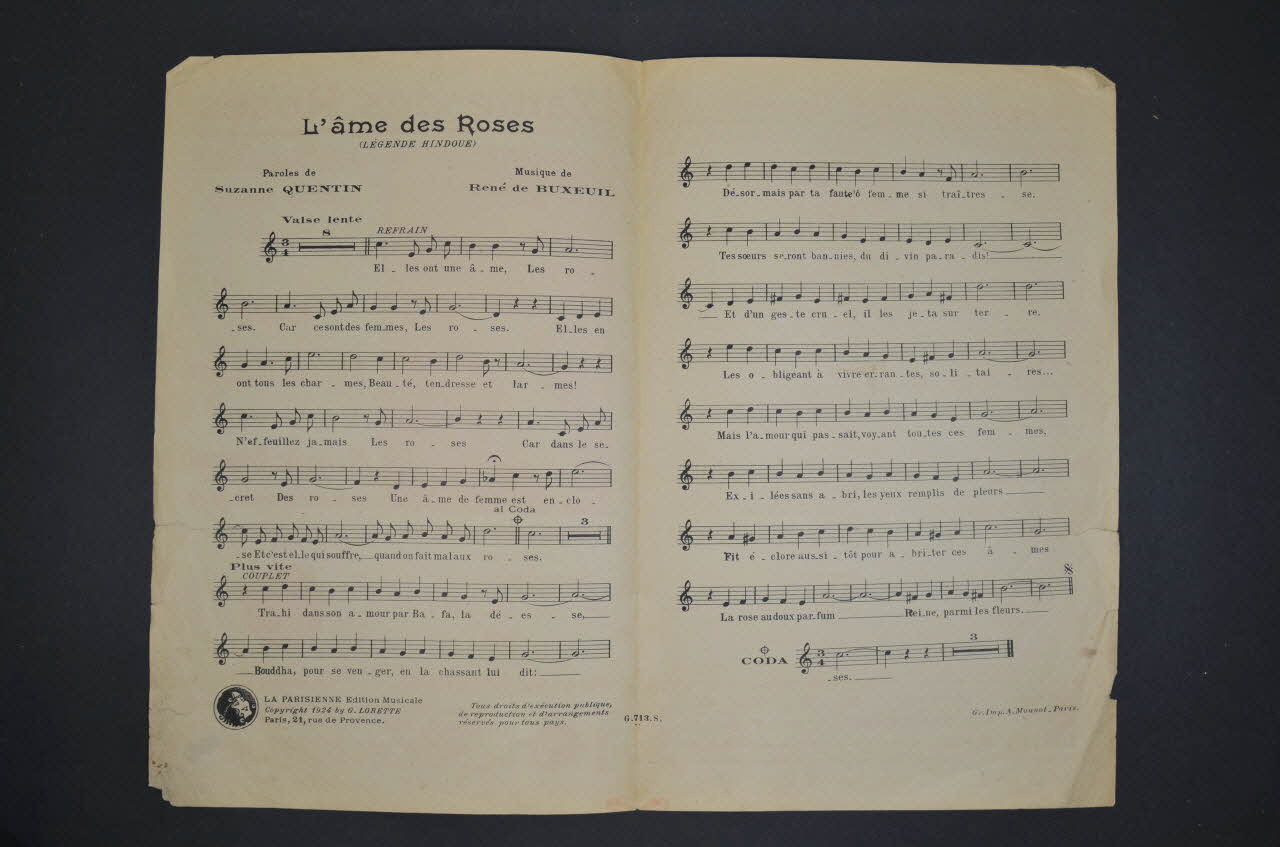 L'âme des Roses
(LÉGENDE HINDOUE)
Paroles de
Suzanne QUENTIN
Musique de
René de BUXEUIL
Valse lente
8
REFRAIN
El - les ont une â - me, Les ro -
- ses. Car ce sont des fem - mes, Les ro - ses. El - les en
ont tous les char - mes, Beau - té, ten - dresse et lar - mes!
N'ef - feuillez ja - mais Les ro - ses Car dans le se -
- cret Des ro - ses Une â - me de femme est en - clo -
al Coda
3
- se Et c'est el - le qui souffre, quand on fait mal aux ro - ses.
Plus vite
COUPLET
Tra - hi dans son a - mour par Ra - fa, la dé - es - se,
Bouddha, pour se ven - ger, en la chassant lui dit:
LA PARISIENNE Edition Musicale
Copyright 1924 by G. LORETTE
Paris, 21, rue de Provence.
Tous droits d'exécution publique,
de reproduction et d'arrangements
réservés pour tous pays.
G. 713. S.
Dé - sor - mais par ta faute ô fem - me si traî - tres - se.
Tes sœurs se - ront ban - nies, du di - vin pa - ra - dis!
Et d'un ges - te cru - el, il les je - ta sur ter - re.
Les o - bligeant à vivre er - ran - tes, so - li - tai - res...
Mais l'a - mour qui pas - sait, voy - ant tou - tes ces fem - mes,
Ex - i - lées sans a - bri, les yeux remplis de pleurs
Fit é - clore aus - si - tôt pour a - bri - ter ces â - mes
La rose au doux par - fum Rei - ne, parmi les fleurs.
CODA
3
- ses.
Gr. Imp. A. Mounot - Paris.